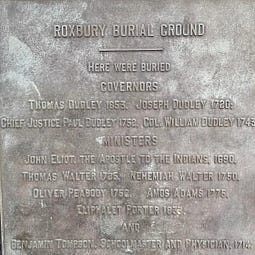 ROXBURY BURIAL GROUND
HERE WERE BURIED
GOVERNORS
THOMAS DUDLEY 1653. JOSEPH DUDLEY 1720.
CHIEF JUSTICE PAUL DUDLEY 1752. COL. WILLIAM DUDLEY 1743
MINISTERS
JOHN ELIOT, THE APOSTLE TO THE INDIANS, 1690.
THOMAS WALTER 1725. NEHEMIAH WALTER 1750.
OLIVER PEABODY 1752. AMOS ADAMS 1775.
ELIPHALET PORTER 1833.
AND
BENJAMIN TOMPSON, SCHOOLMASTER AND PHYSICIAN, 1714.